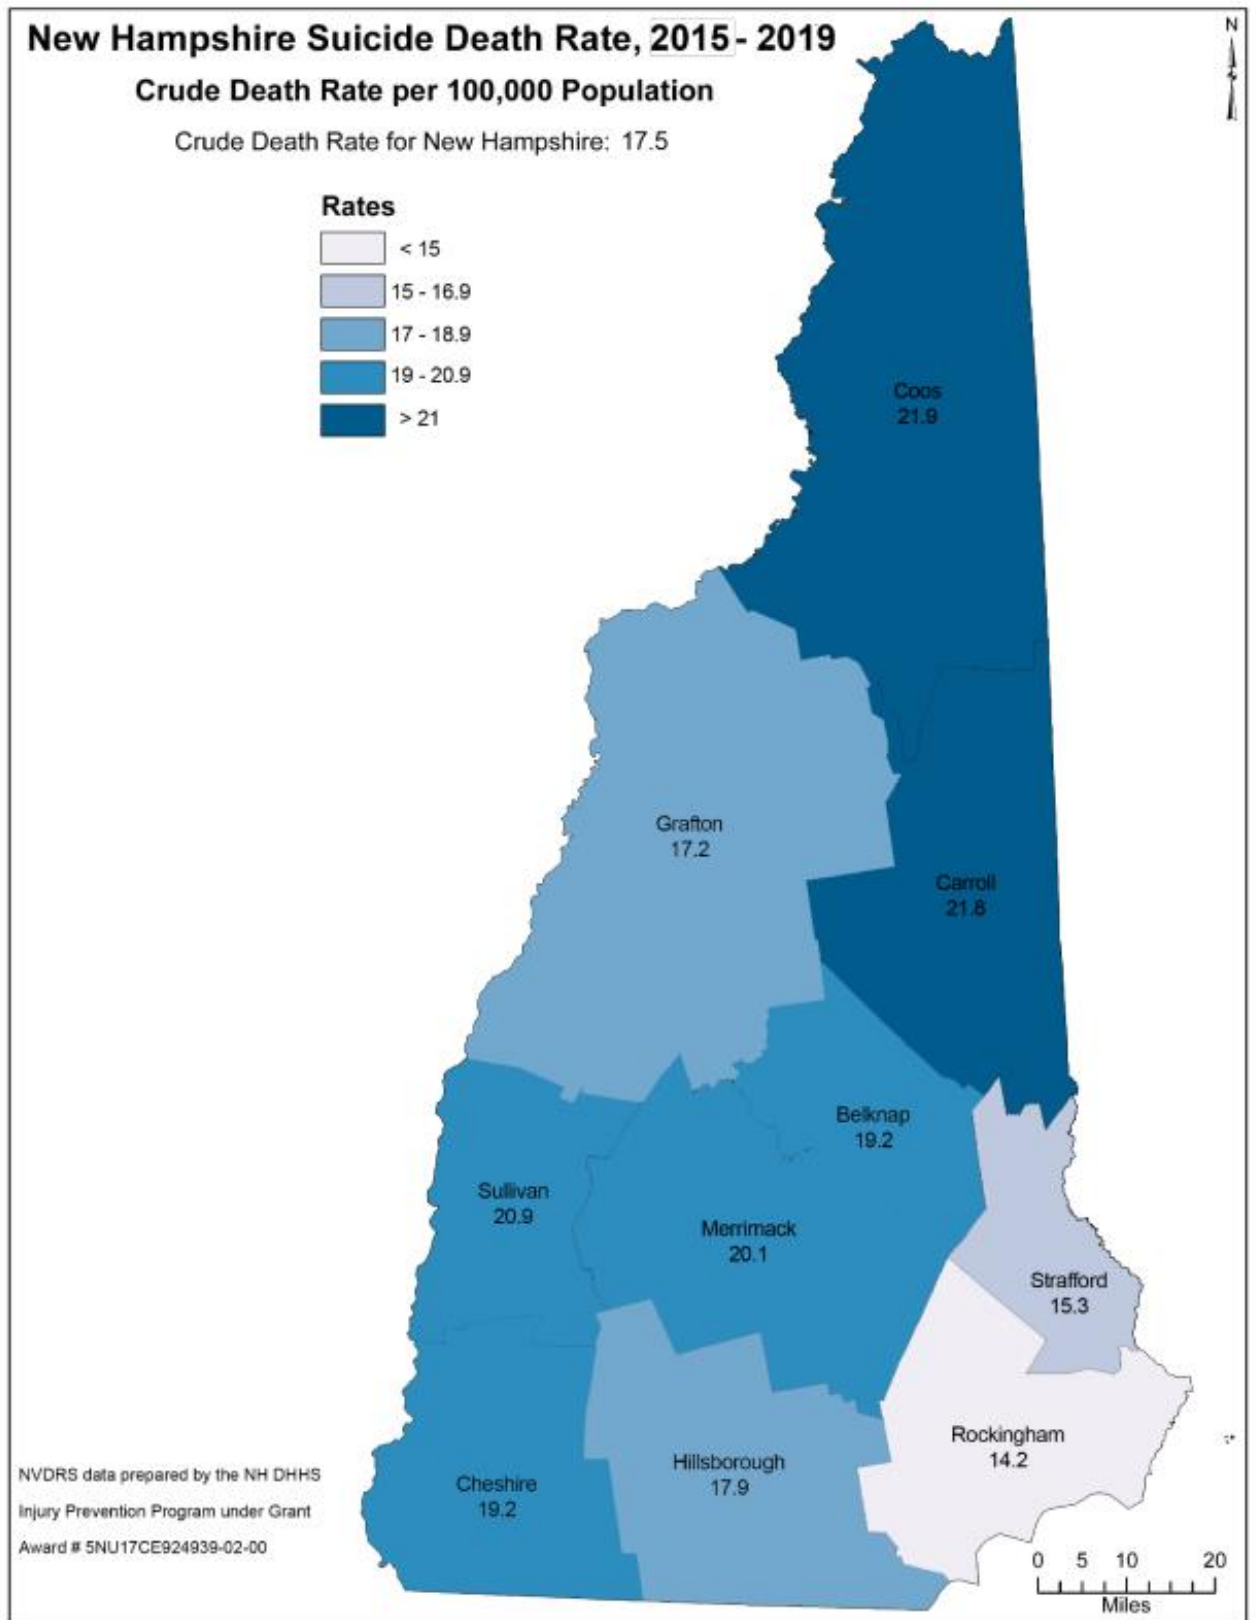 New Hampshire Suicide Death Rate, 2015 - 2019
Crude Death Rate per 100,000 Population
Crude Death Rate for New Hampshire: 17.5
N
Rates
< 15
15 - 16.9
17 - 18.9
19 - 20.9
> 21
Coos
21.9
Grafton
17.2
Carroll
21.8
Belknap
19.2
Sullivan
20.9
Merrimack
20.1
Strafford
15.3
Rockingham
14.2
Hillsborough
17.9
Cheshire
19.2
NVDRS data prepared by the NH DHHS
Injury Prevention Program under Grant
Award # 5NU17CE924939-02-00
0 5 10 20
Miles